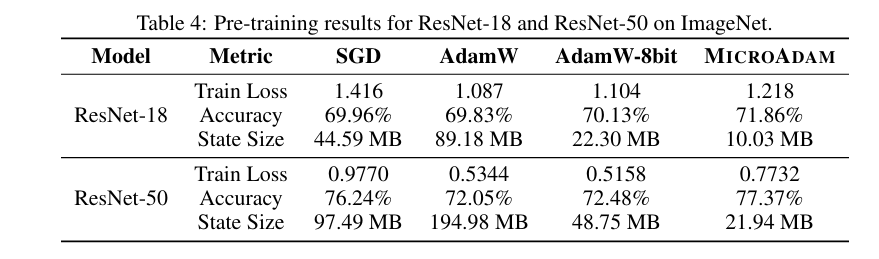 Table 4: Pre-training results for ResNet-18 and ResNet-50 on ImageNet.
Model Metric SGD AdamW AdamW-8bit MICROADAM
Train Loss 1.416 1.087 1.104 1.218
ResNet-18 Accuracy 69.96% 69.83% 70.13% 71.86%
State Size 44.59 MB 89.18 MB 22.30 MB 10.03 MB
Train Loss 0.9770 0.5344 0.5158 0.7732
ResNet-50 Accuracy 76.24% 72.05% 72.48% 77.37%
State Size 97.49 MB 194.98 MB 48.75 MB 21.94 MB